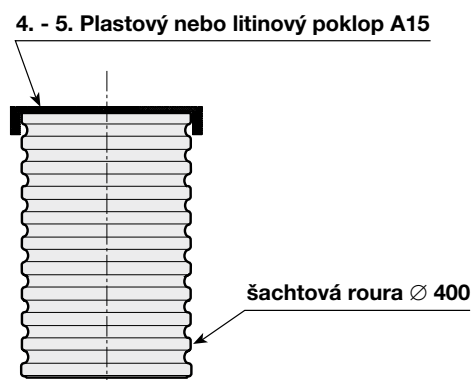 4. - 5. Plastový nebo litinový poklop A15
šachtová roura ∅ 400